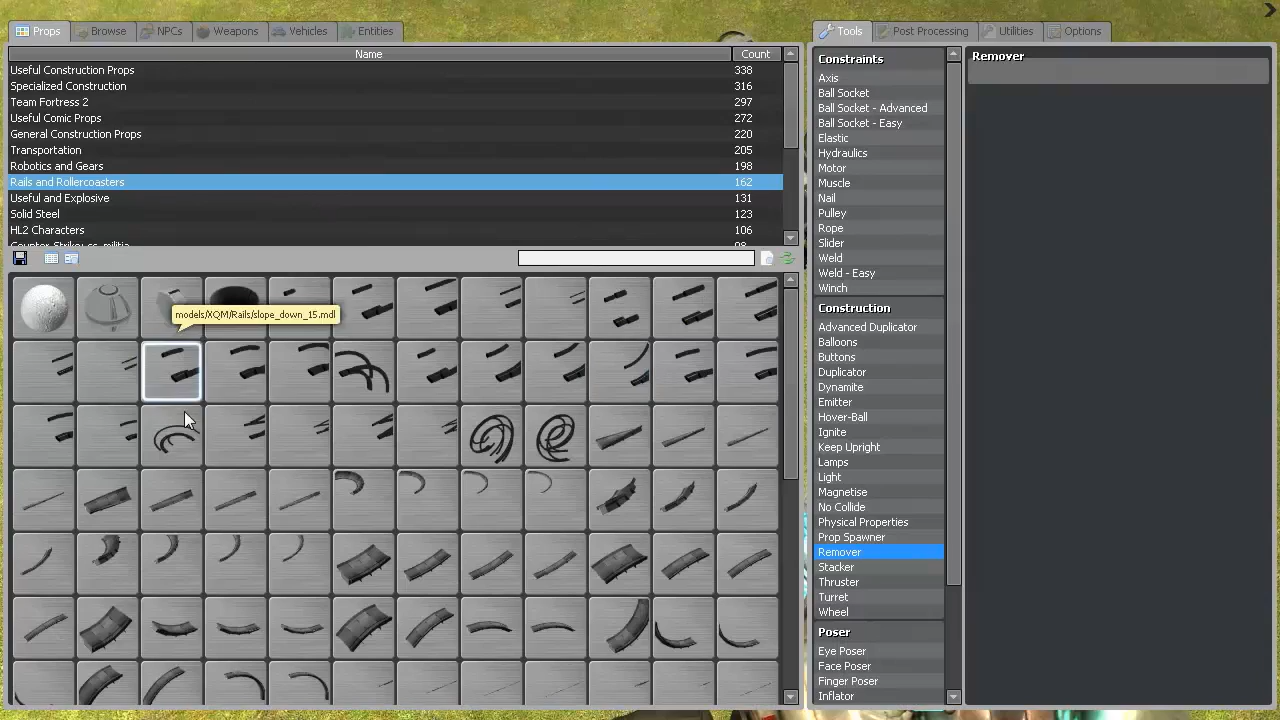 Props
Browse
NPCs
Weapons
Vehicles
Entities
Name
Count
Useful Construction Props 338
Specialized Construction 316
Team Fortress 2 297
Useful Comic Props 272
General Construction Props 220
Transportation 205
Robotics and Gears 198
Rails and Rollercoasters 162
Useful and Explosive 131
Solid Steel 123
HL2 Characters 106
models/XQM/Rails/slope_down_15.mdl
Tools
Post Processing
Utilities
Options
Constraints
Axis
Ball Socket
Ball Socket - Advanced
Ball Socket - Easy
Elastic
Hydraulics
Motor
Muscle
Nail
Pulley
Rope
Slider
Weld
Weld - Easy
Winch
Construction
Advanced Duplicator
Balloons
Buttons
Duplicator
Dynamite
Emitter
Hover-Ball
Ignite
Keep Upright
Lamps
Light
Magnetise
No Collide
Physical Properties
Prop Spawner
Remover
Stacker
Thruster
Turret
Wheel
Poser
Eye Poser
Face Poser
Finger Poser
Inflator
Remover